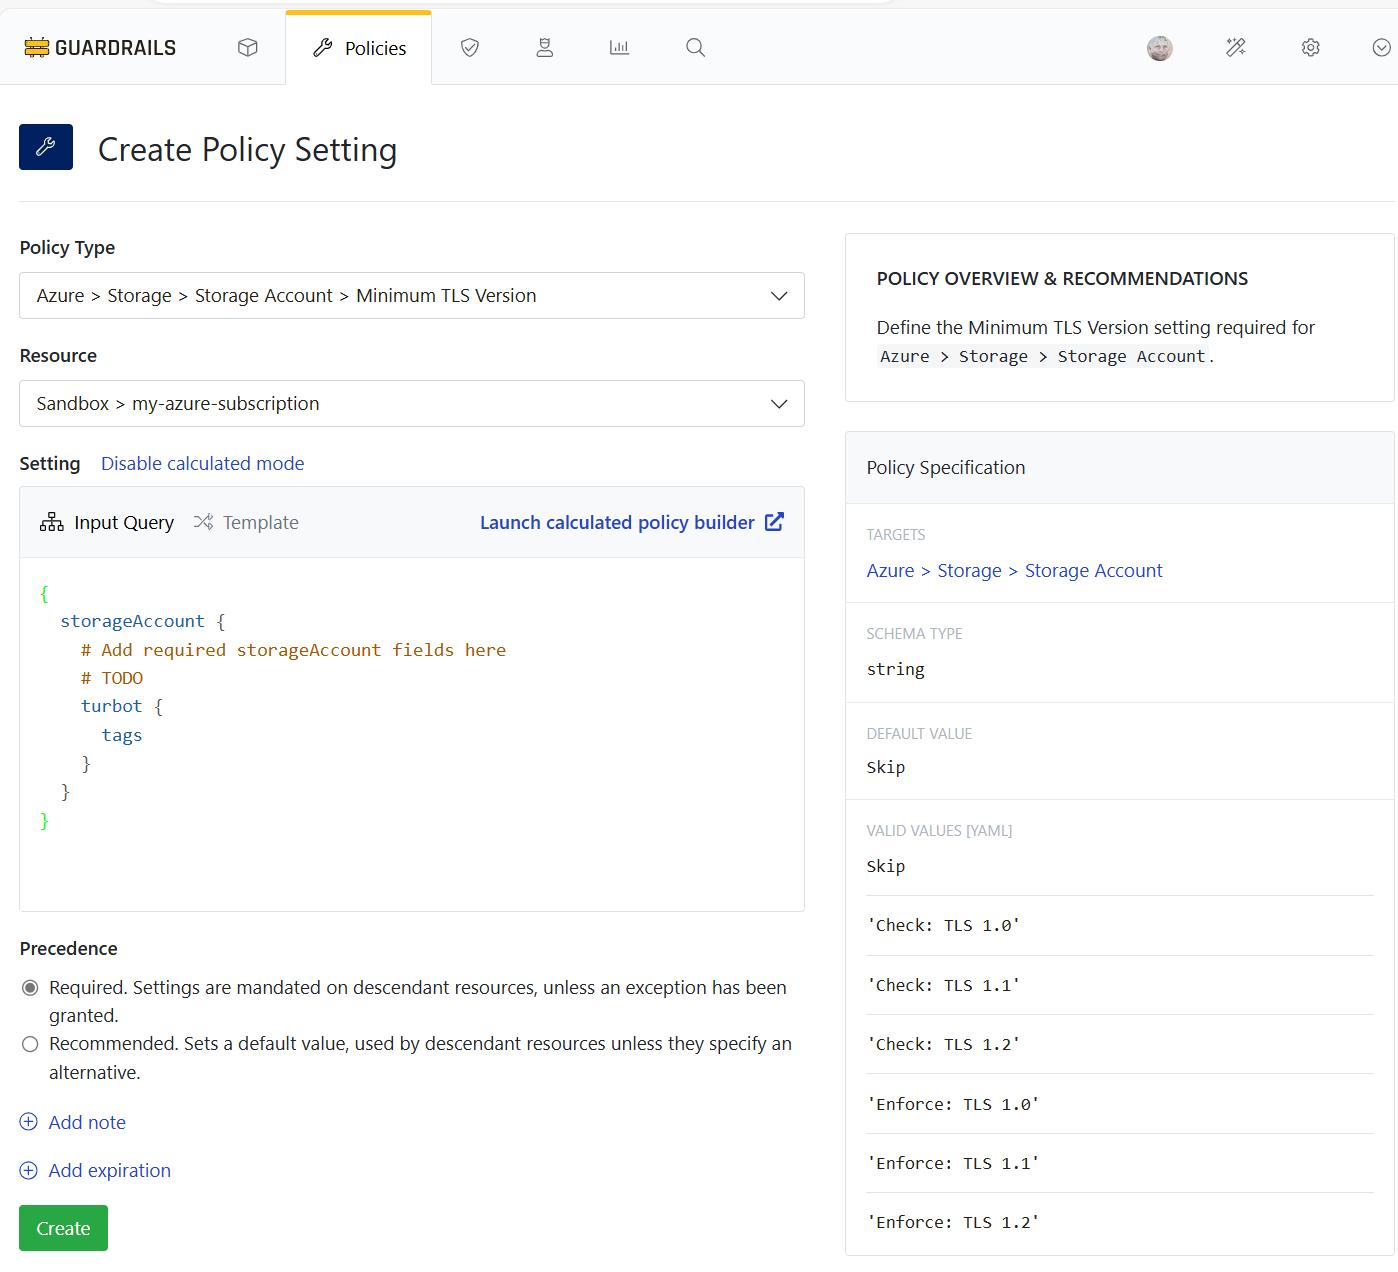 GUARDRAILS
Policies
Create Policy Setting
Policy Type
Azure > Storage > Storage Account > Minimum TLS Version
Resource
Sandbox > my-azure-subscription
Setting Disable calculated mode
Input Query Template Launch calculated policy builder
{
  storageAccount {
    # Add required storageAccount fields here
    # TODO
    turbot {
      tags
    }
  }
}
Precedence
Required. Settings are mandated on descendant resources, unless an exception has been
granted.
Recommended. Sets a default value, used by descendant resources unless they specify an
alternative.
Add note
Add expiration
Create
POLICY OVERVIEW & RECOMMENDATIONS
Define the Minimum TLS Version setting required for
Azure > Storage > Storage Account.
Policy Specification
TARGETS
Azure > Storage > Storage Account
SCHEMA TYPE
string
DEFAULT VALUE
Skip
VALID VALUES [YAML]
Skip
'Check: TLS 1.0'
'Check: TLS 1.1'
'Check: TLS 1.2'
'Enforce: TLS 1.0'
'Enforce: TLS 1.1'
'Enforce: TLS 1.2'